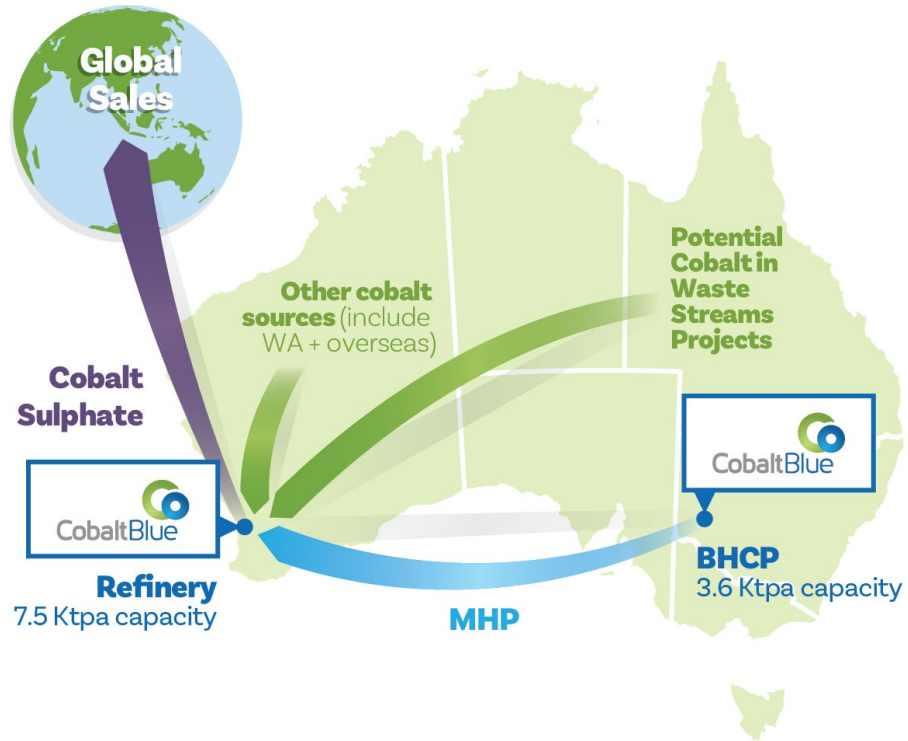 Global
Sales
Potential
Cobalt in
Waste
Streams
Projects
Other cobalt
sources (include
WA + overseas)
Cobalt
Sulphate
CobaltBlue
CobaltBlue
Refinery
7.5 Ktpa capacity
BHCP
3.6 Ktpa capacity
MHP